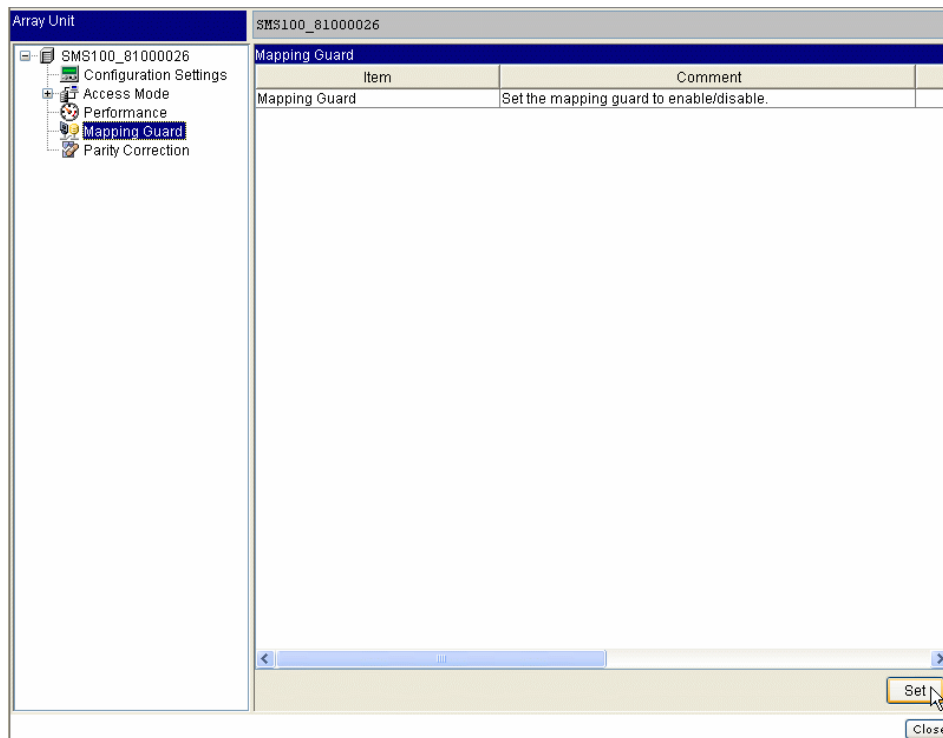 Array Unit
SMS100_81000026
SMS100_81000026
Configuration Settings
Access Mode
Performance
Mapping Guard
Parity Correction
Mapping Guard
Item Comment
Mapping Guard Set the mapping guard to enable/disable.
Set
Close